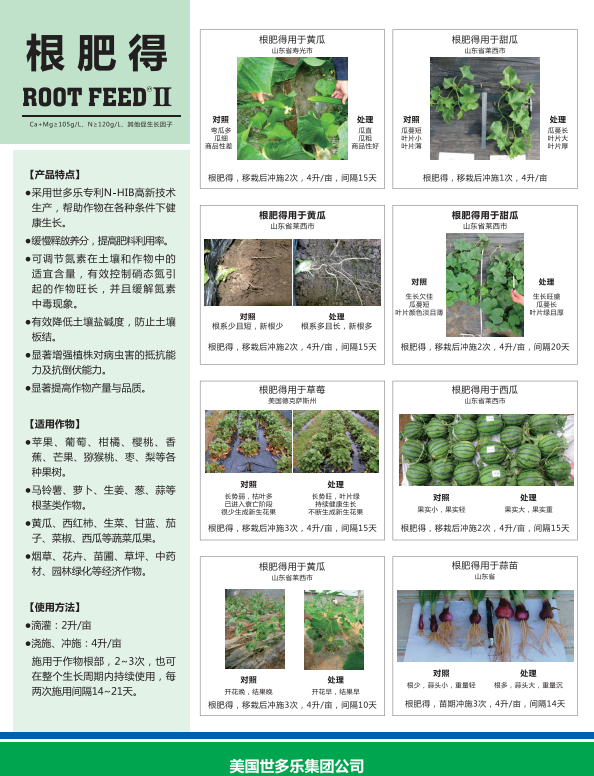 根肥得
ROOT FEED®II
Ca+Mg≥105g/L、N≥120g/L、其他促生长因子
【产品特点】
●采用世多乐专利N-HIB高新技术
生产，帮助作物在各种条件下健
康生长。
●缓慢释放养分，提高肥料利用率。
●可调节氮素在土壤和作物中的
适宜含量，有效控制硝态氮引
起的作物旺长，并且缓解氮素
中毒现象。
●有效降低土壤盐碱度，防止土壤
板结。
●显著增强植株对病虫害的抵抗能
力及抗倒伏能力。
●显著提高作物产量与品质。
【适用作物】
●苹果、葡萄、柑橘、樱桃、香
蕉、芒果、猕猴桃、枣、梨等各
种果树。
●马铃薯、萝卜、生姜、葱、蒜等
根茎类作物。
●黄瓜、西红柿、生菜、甘蓝、茄
子、菜椒、西瓜等蔬菜瓜果。
●烟草、花卉、苗圃、草坪、中药
材、园林绿化等经济作物。
【使用方法】
●滴灌：2升/亩
●浇施、冲施：4升/亩
施用于作物根部，2~3次，也可
在整个生长周期内持续使用，每
两次施用间隔14~21天。
根肥得用于黄瓜
山东省寿光市
对照
弯瓜多
瓜细
商品性差
处理
瓜直
瓜粗
商品性好
根肥得，移栽后冲施2次，4升/亩，间隔15天
根肥得用于甜瓜
山东省莱西市
对照
瓜蔓短
叶片小
叶片薄
处理
瓜蔓长
叶片大
叶片厚
根肥得，移栽后冲施1次，4升/亩
根肥得用于黄瓜
山东省莱西市
对照
根系少且短，新根少
处理
根系多且长，新根多
根肥得，移栽后冲施2次，4升/亩，间隔15天
根肥得用于甜瓜
山东省莱西市
对照
生长欠佳
瓜蔓短
叶片颜色淡且薄
处理
生长旺盛
瓜蔓长
叶片绿且厚
根肥得，移栽后冲施2次，4升/亩，间隔20天
根肥得用于草莓
美国德克萨斯州
对照
长势弱，枯叶多
已进入衰亡阶段
很少生成新生花果
处理
长势旺，叶片绿
持续健康生长
不断生成新生花果
根肥得，移栽后冲施3次，4升/亩，间隔15天
根肥得用于西瓜
山东省莱西市
对照
果实小，果实轻
处理
果实大，果实重
根肥得，移栽后冲施2次，4升/亩，间隔15天
根肥得用于黄瓜
山东省莱西市
对照
开花晚，结果晚
处理
开花早，结果早
根肥得，移栽后冲施3次，4升/亩，间隔10天
根肥得用于蒜苗
山东省
对照
根少，蒜头小，重量轻
处理
根多，蒜头大，重量沉
根肥得，苗期冲施3次，4升/亩，间隔14天
美国世多乐集团公司